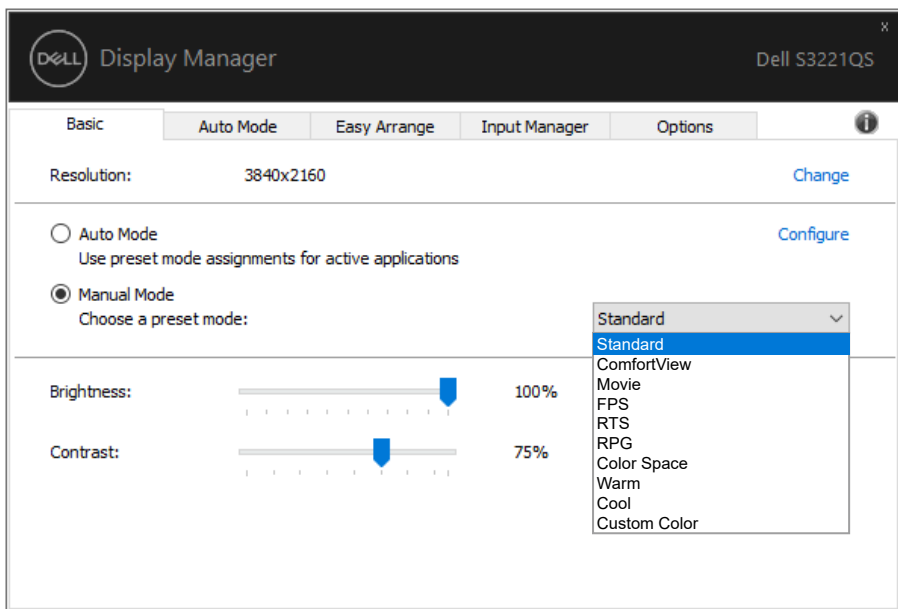 DELL Display Manager
x
Dell S3221QS
Basic Auto Mode Easy Arrange Input Manager Options i
Resolution: 3840x2160 Change
Auto Mode Configure
Use preset mode assignments for active applications
Manual Mode
Choose a preset mode: Standard
Standard
ComfortView
Movie
FPS
RTS
RPG
Color Space
Warm
Cool
Custom Color
Brightness: 100%
Contrast: 75%